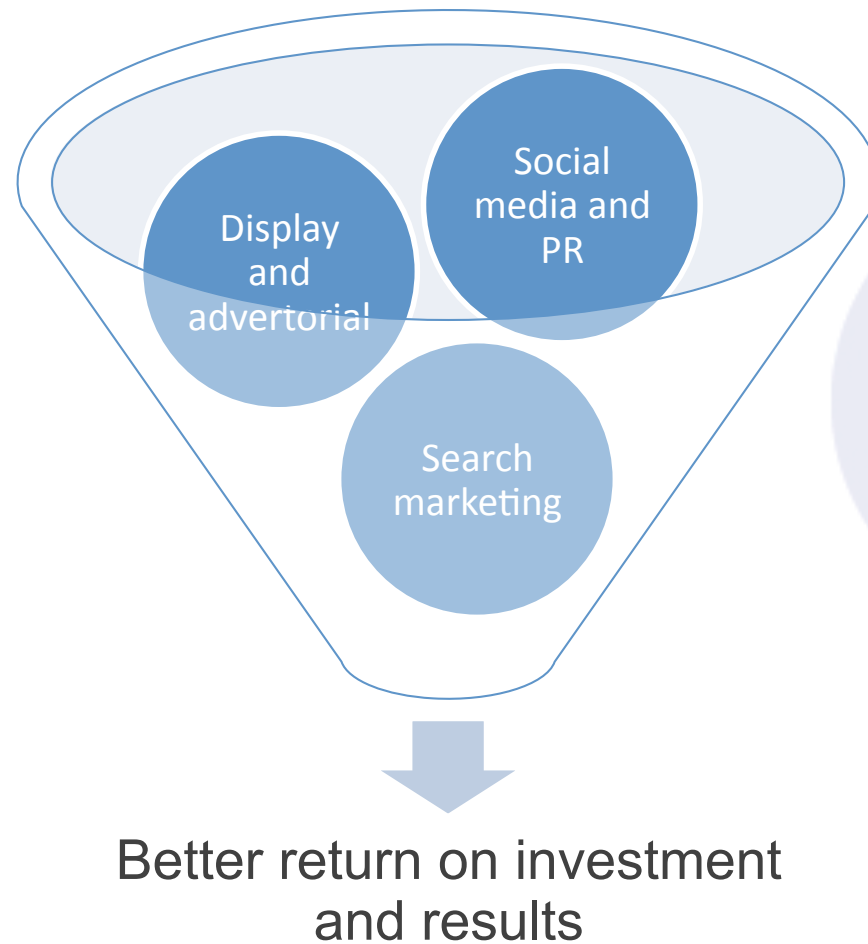 Social
media and
PR
Display
and
advertorial
Search
marketing
Better return on investment
and results